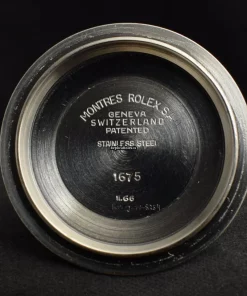 MONTRES ROLEX S.A
GENEVA
SWITZERLAND
PATENTED
STAINLESS STEEL
1675
II.66